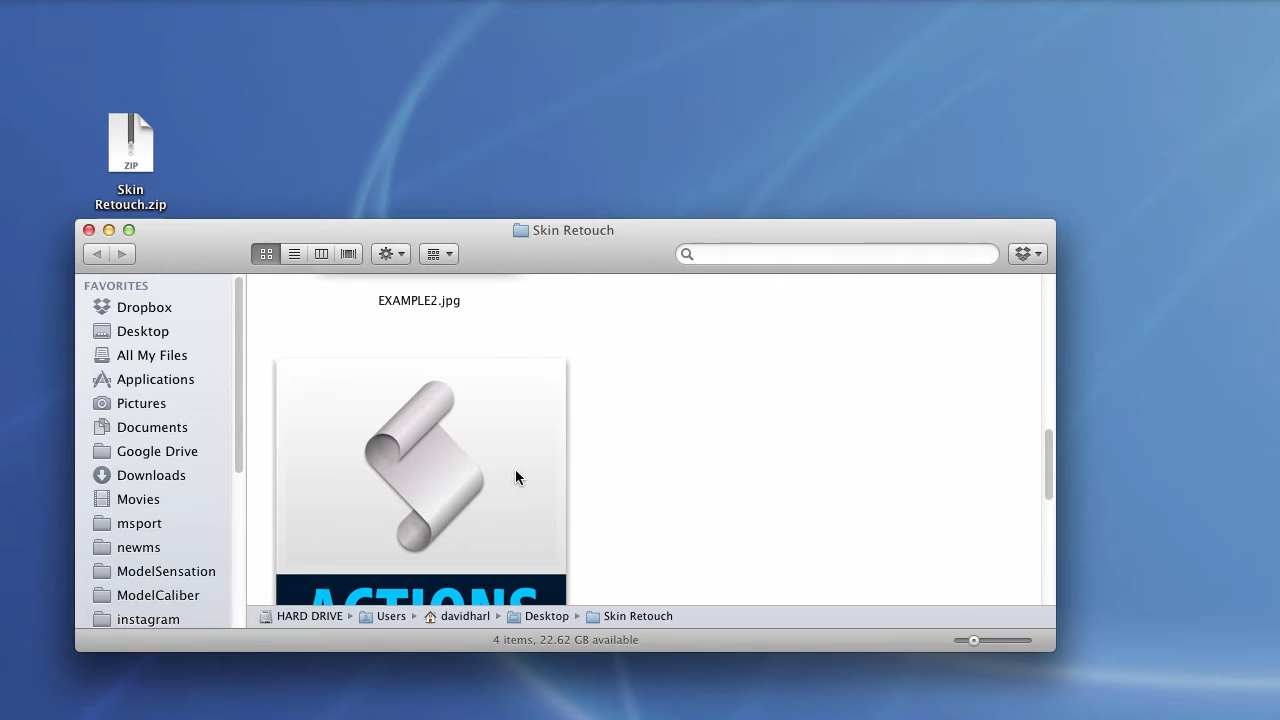 ZIP
Skin
Retouch.zip
Skin Retouch
FAVORITES
Dropbox
Desktop
All My Files
Applications
Pictures
Documents
Google Drive
Downloads
Movies
msport
newms
ModelSensation
ModelCaliber
instagram
EXAMPLE2.jpg
ACTIONS
HARD DRIVE
Users
davidharl
Desktop
Skin Retouch
4 items, 22.62 GB available